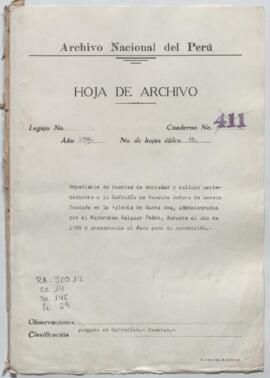 Archivo Nacional del Perú
HOJA DE ARCHIVO
Legajo No. Cuaderno No. 411
Año 1799. No. de hojas útiles 29.
Expediente de cuentas de entradas y salidas perte-
neciente a la Cofradía de Nuestra Señora de Loreto
fundada en la Iglesia de Santa Ana, administradas
por el Mayordomo Salazar Pedro, durante el año de
1799 y presentadas al Juez para su aprobación.-
Observaciones
Clasificación Juzgado de Cofradías.- Cuentas.-